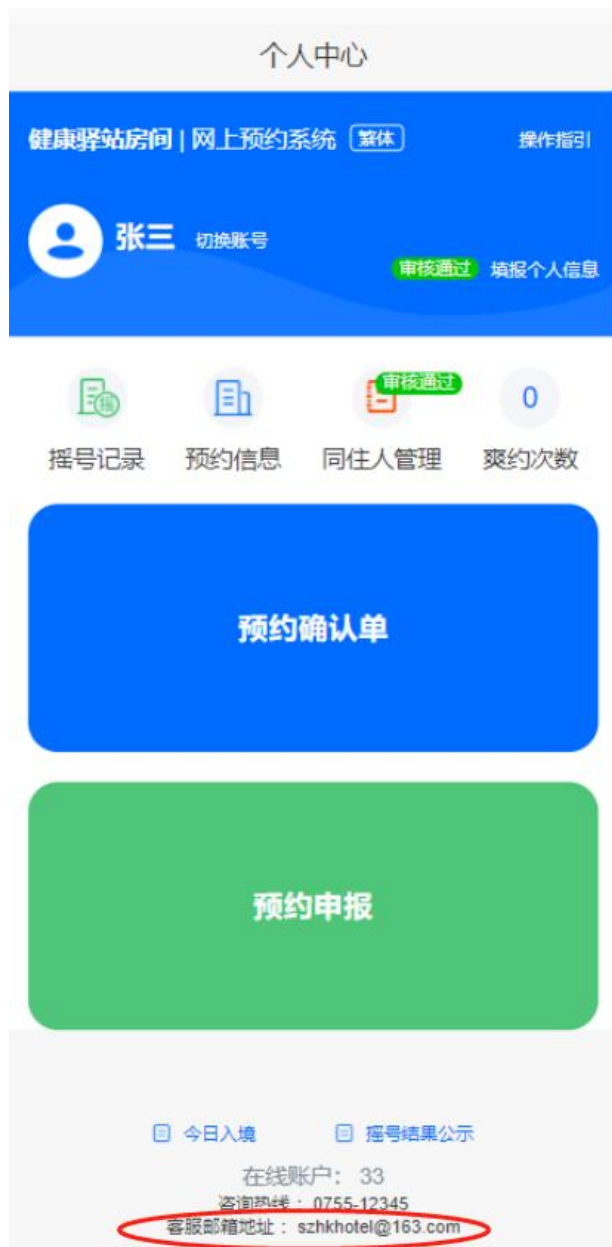 个人中心
健康驿站房间 | 网上预约系统 繁体 操作指引
张三 切换账号
审核通过 填报个人信息
摇
审核通过
0
摇号记录 预约信息 同住人管理 爽约次数
预约确认单
预约申报
今日入境 摇号结果公示
在线账户： 33
咨询热线 ： 0755-12345
客服邮箱地址 ： szhkhotel@163.com